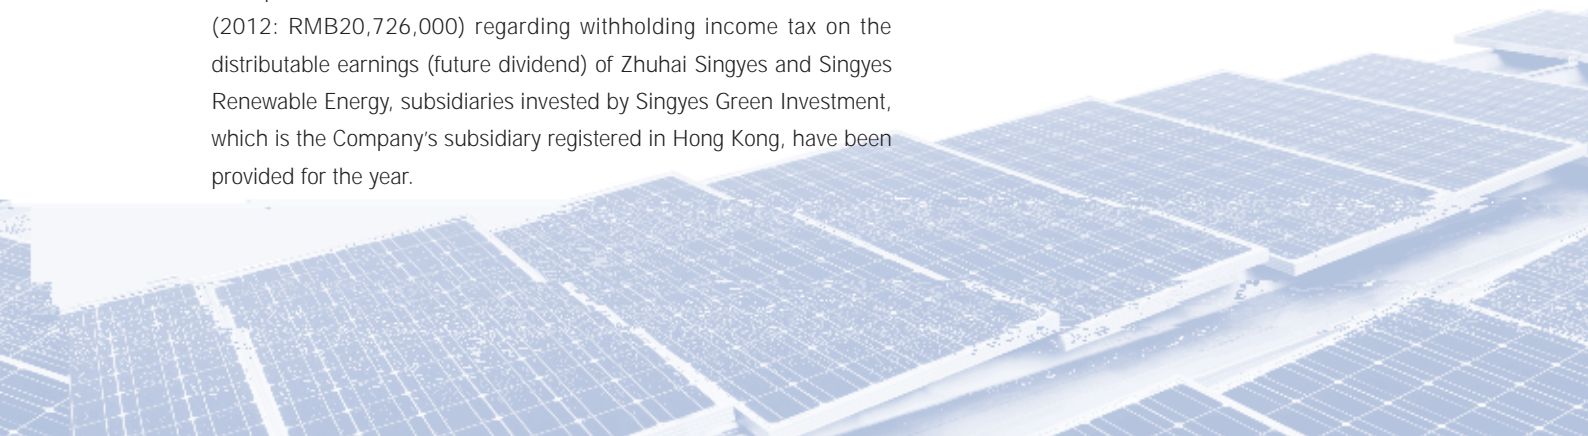 (2012: RMB20,726,000) regarding withholding income tax on the
distributable earnings (future dividend) of Zhuhai Singyes and Singyes
Renewable Energy, subsidiaries invested by Singyes Green Investment,
which is the Company's subsidiary registered in Hong Kong, have been
provided for the year.